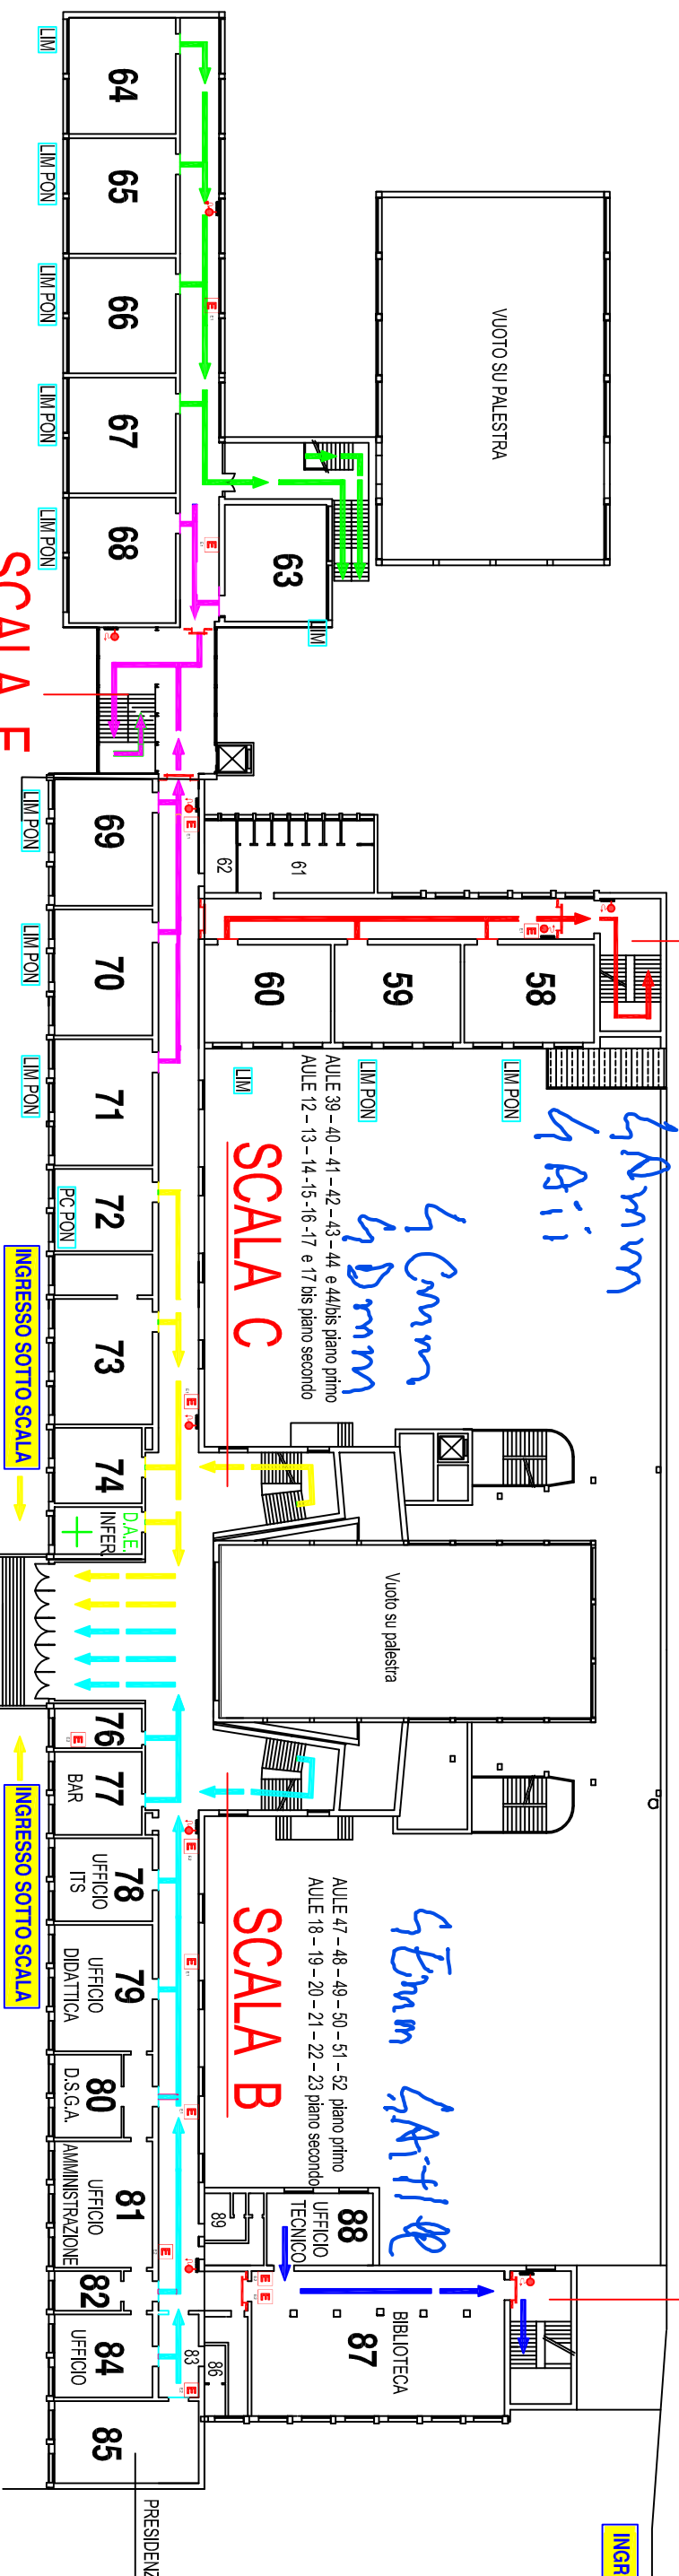 LIM
64
LIM PON
65
LIM PON
66
LIM PON
67
LIM PON
68
VUOTO SU PALESTRA
63
LIM
SCALA E
LIM PON
69
62
61
LIM PON
70
LIM PON
71
60
59
58
LIM
LIM PON
LIM PON
AULE 39 – 40 – 41 – 42 – 43 – 44 e 44/bis piano primo
AULE 12 – 13 – 14 -15 -16 -17 e 17 bis piano secondo
SCALA C
4 Cmm
4 Dmm
72
PC PON
73
74
INGRESSO SOTTO SCALA
D.A.E.
INFER
Vuoto su palestra
76
77
BAR
INGRESSO SOTTO SCALA
78
UFFICIO
ITS
79
UFFICIO
DIDATTICA
80
D.S.G.A.
81
UFFICIO
AMMINISTRAZIONE
82
84
UFFICIO
83
85
86
AULE 47 – 48 – 49 – 50 – 51 – 52 piano primo
AULE 18 – 19 – 20 – 21 – 22 – 23 piano secondo
SCALA B
89
88
UFFICIO
TECNICO
BIBLIOTECA
87
PRESIDENZ
INGR
E
E
E
E
E
E
E
E
E
E
E
E
E